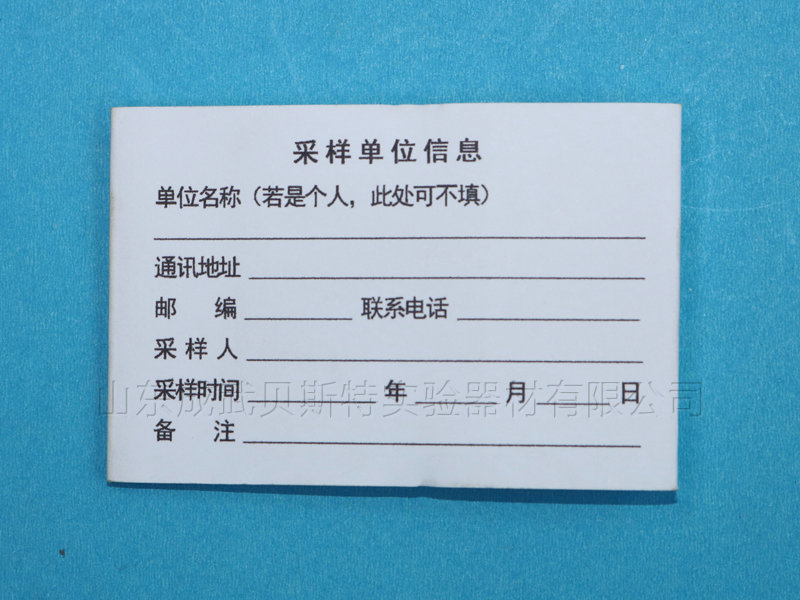 采样单位信息
单位名称（若是个人，此处可不填）
通讯地址
邮 编 联系电话
采样人
采样时间 年 月 日
山东成武贝斯特实验器材有限公司
备 注